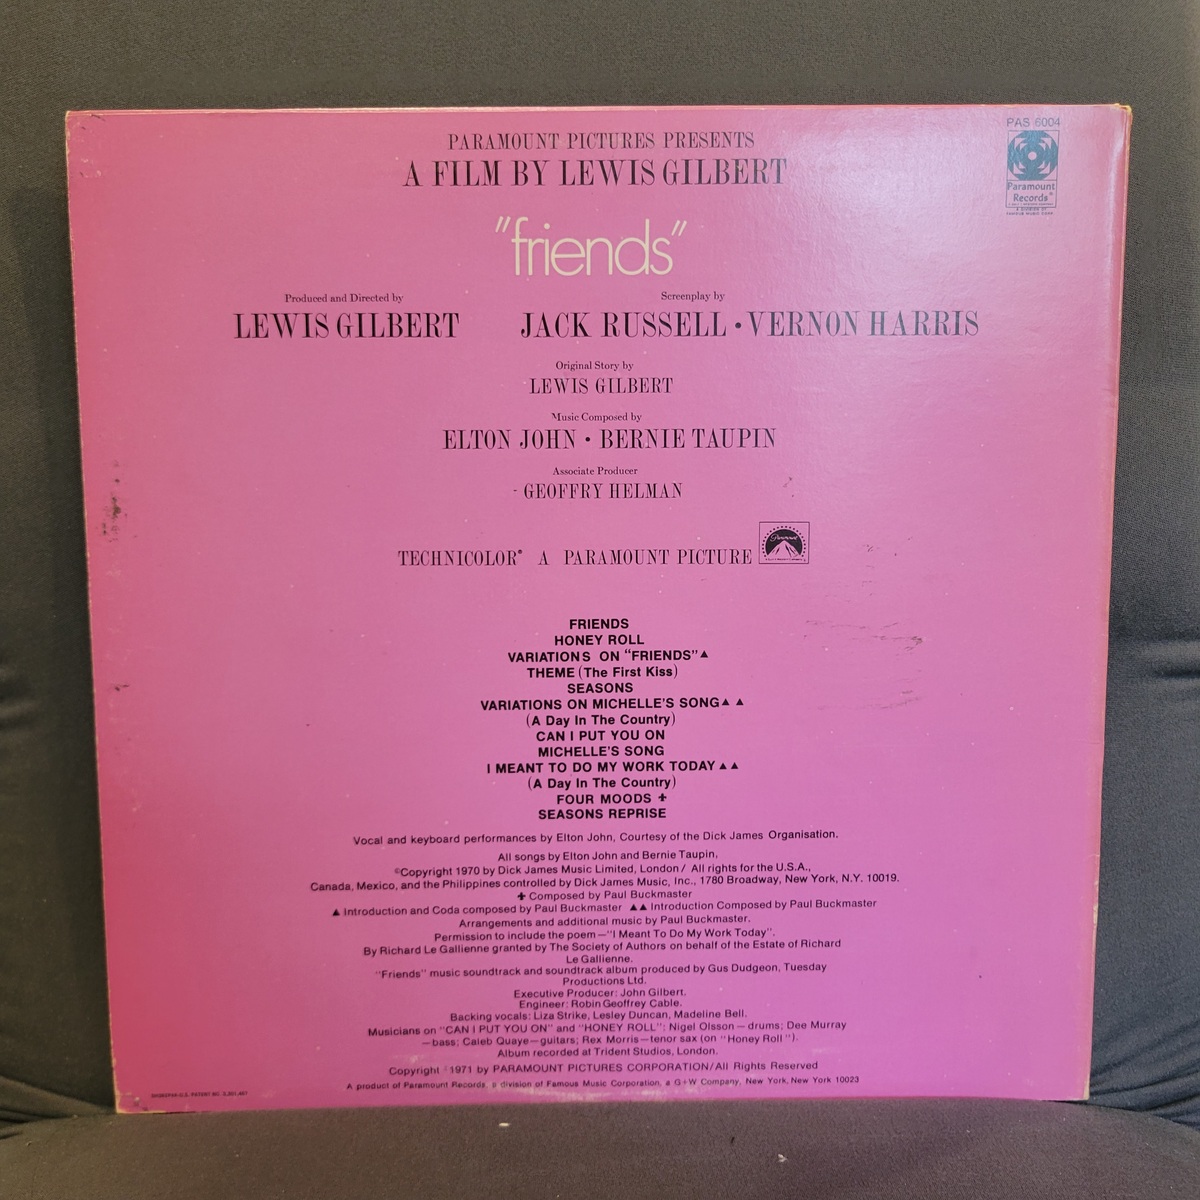 PARAMOUNT PICTURES PRESENTS
A FILM BY LEWIS GILBERT
PAS 6004
Paramount
Records®
A DIVISION OF
FAMOUS MUSIC CORP.
"friends"
Produced and Directed by
LEWIS GILBERT
Screenplay by
JACK RUSSELL • VERNON HARRIS
Original Story by
LEWIS GILBERT
Music Composed by
ELTON JOHN • BERNIE TAUPIN
Associate Producer
GEOFFRY HELMAN
TECHNICOLOR® A PARAMOUNT PICTURE
Paramount
FRIENDS
HONEY ROLL
VARIATIONS ON "FRIENDS"▲
THEME (The First Kiss)
SEASONS
VARIATIONS ON MICHELLE'S SONG▲ ▲
(A Day In The Country)
CAN I PUT YOU ON
MICHELLE'S SONG
I MEANT TO DO MY WORK TODAY ▲ ▲
(A Day In The Country)
FOUR MOODS ✚
SEASONS REPRISE
Vocal and keyboard performances by Elton John, Courtesy of the Dick James Organisation.
All songs by Elton John and Bernie Taupin.
©Copyright 1970 by Dick James Music Limited, London / All rights for the U.S.A.,
Canada, Mexico, and the Philippines controlled by Dick James Music, Inc., 1780 Broadway, New York, N.Y. 10019.
✚ Composed by Paul Buckmaster
▲ Introduction and Coda composed by Paul Buckmaster ▲▲ Introduction Composed by Paul Buckmaster
Arrangements and additional music by Paul Buckmaster.
Permission to include the poem—"I Meant To Do My Work Today".
By Richard Le Gallienne granted by The Society of Authors on behalf of the Estate of Richard
Le Gallienne.
"Friends" music soundtrack and soundtrack album produced by Gus Dudgeon, Tuesday
Productions Ltd.
Executive Producer: John Gilbert.
Engineer: Robin Geoffrey Cable.
Backing vocals: Liza Strike, Lesley Duncan, Madeline Bell.
Musicians on "CAN I PUT YOU ON" and "HONEY ROLL": Nigel Olsson—drums; Dee Murray
—bass; Caleb Quaye—guitars; Rex Morris—tenor sax (on "Honey Roll").
Album recorded at Trident Studios, London.
Copyright 1971 by PARAMOUNT PICTURES CORPORATION/All Rights Reserved
A product of Paramount Records, a division of Famous Music Corporation, a G+W Company, New York, New York 10023